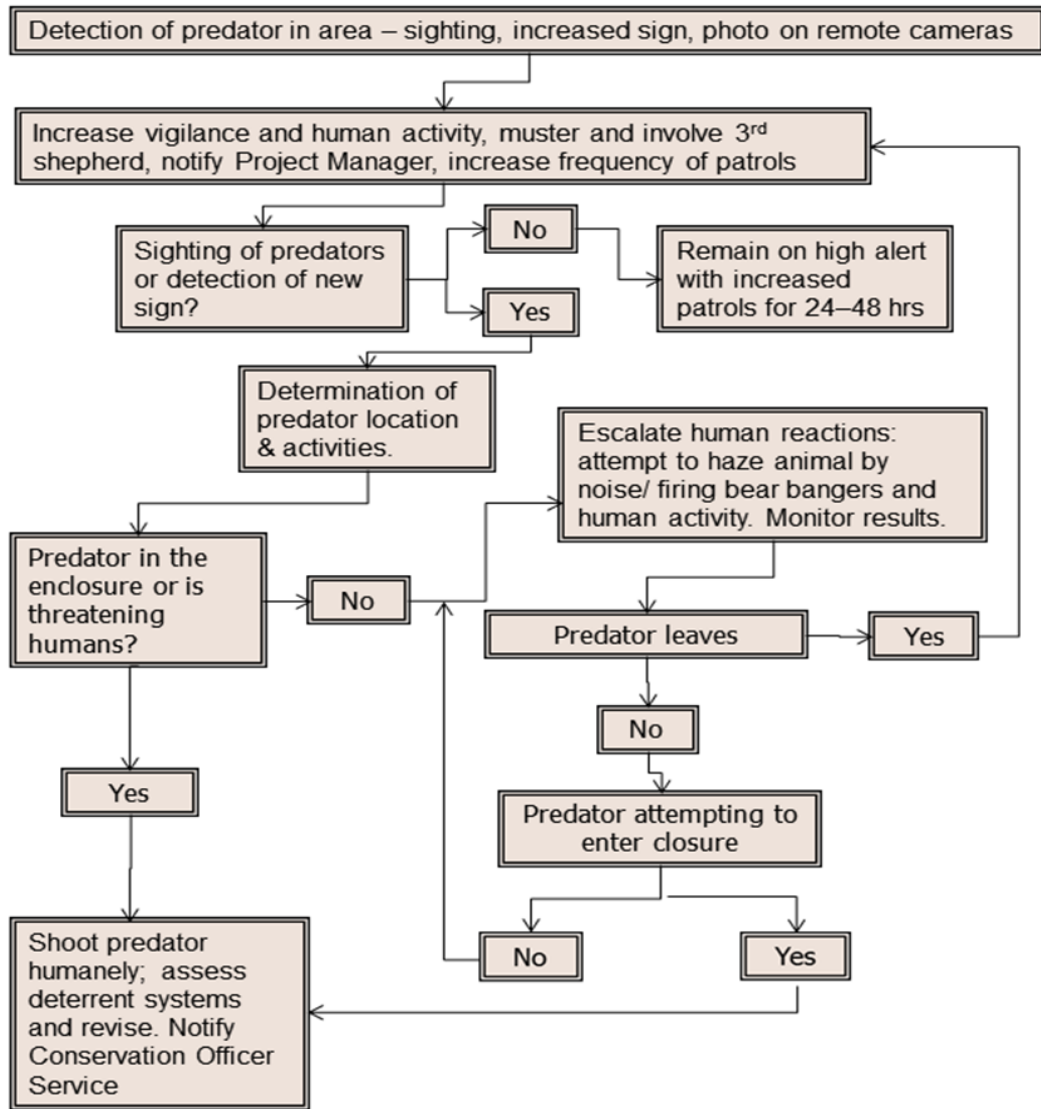 Detection of predator in area – sighting, increased sign, photo on remote cameras
Increase vigilance and human activity, muster and involve 3rd
shepherd, notify Project Manager, increase frequency of patrols
Sighting of predators
or detection of new
sign?
No
Yes
Remain on high alert
with increased
patrols for 24–48 hrs
Determination of
predator location
& activities.
Escalate human reactions:
attempt to haze animal by
noise/ firing bear bangers and
human activity. Monitor results.
Predator in the
enclosure or is
threatening
humans?
No
Predator leaves
Yes
No
Yes
Predator attempting to
enter closure
No
Yes
Shoot predator
humanely; assess
deterrent systems
and revise. Notify
Conservation Officer
Service